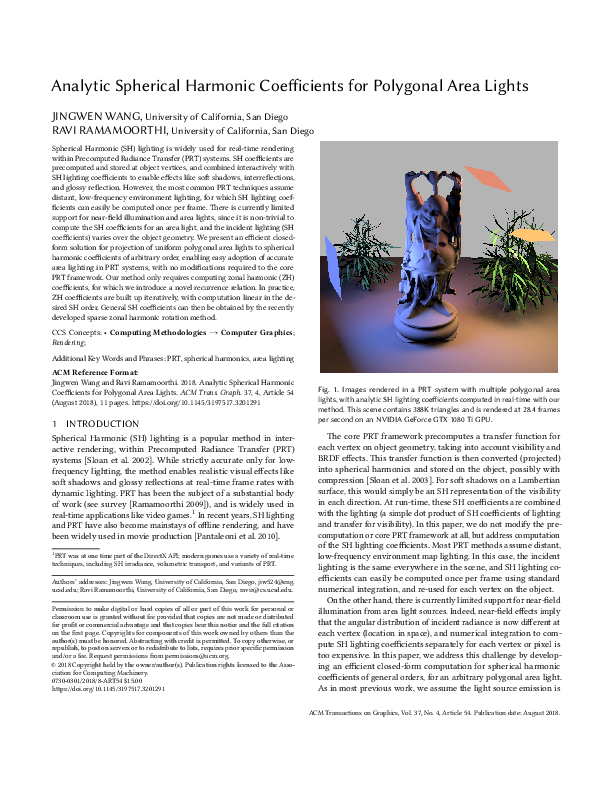 Analytic Spherical Harmonic Coefficients for Polygonal Area Lights
JINGWEN WANG, University of California, San Diego
RAVI RAMAMOORTHI, University of California, San Diego
Spherical Harmonic (SH) lighting is widely used for real-time rendering
within Precomputed Radiance Transfer (PRT) systems. SH coefficients are
precomputed and stored at object vertices, and combined interactively with
SH lighting coefficients to enable effects like soft shadows, interreflections,
and glossy reflection. However, the most common PRT techniques assume
distant, low-frequency environment lighting, for which SH lighting coef-
ficients can easily be computed once per frame. There is currently limited
support for near-field illumination and area lights, since it is non-trivial to
compute the SH coefficients for an area light, and the incident lighting (SH
coefficients) varies over the object geometry. We present an efficient closed-
form solution for projection of uniform polygonal area lights to spherical
harmonic coefficients of arbitrary order, enabling easy adoption of accurate
area lighting in PRT systems, with no modifications required to the core
PRT framework. Our method only requires computing zonal harmonic (ZH)
coefficients, for which we introduce a novel recurrence relation. In practice,
ZH coefficients are built up iteratively, with computation linear in the de-
sired SH order. General SH coefficients can then be obtained by the recently
developed sparse zonal harmonic rotation method.
CCS Concepts: • Computing Methodologies → Computer Graphics;
Rendering;
Additional Key Words and Phrases: PRT, spherical harmonics, area lighting
ACM Reference Format:
Jingwen Wang and Ravi Ramamoorthi. 2018. Analytic Spherical Harmonic
Coefficients for Polygonal Area Lights. ACM Trans. Graph. 37, 4, Article 54
(August 2018), 11 pages. https://doi.org/10.1145/3197517.3201291
1 INTRODUCTION
Spherical Harmonic (SH) lighting is a popular method in inter-
active rendering, within Precomputed Radiance Transfer (PRT)
systems [Sloan et al. 2002]. While strictly accurate only for low-
frequency lighting, the method enables realistic visual effects like
soft shadows and glossy reflections at real-time frame rates with
dynamic lighting. PRT has been the subject of a substantial body
of work (see survey [Ramamoorthi 2009]), and is widely used in
real-time applications like video games.1 In recent years, SH lighting
and PRT have also become mainstays of offline rendering, and have
been widely used in movie production [Pantaleoni et al. 2010].
1PRT was at one time part of the DirectX API; modern games use a variety of real-time
techniques, including SH irradiance, volumetric transport, and variants of PRT.
Authors' addresses: Jingwen Wang, University of California, San Diego, jiw524@eng.
ucsd.edu; Ravi Ramamoorthi, University of California, San Diego, ravir@cs.ucsd.edu.
Permission to make digital or hard copies of all or part of this work for personal or
classroom use is granted without fee provided that copies are not made or distributed
for profit or commercial advantage and that copies bear this notice and the full citation
on the first page. Copyrights for components of this work owned by others than the
author(s) must be honored. Abstracting with credit is permitted. To copy otherwise, or
republish, to post on servers or to redistribute to lists, requires prior specific permission
and/or a fee. Request permissions from permissions@acm.org.
© 2018 Copyright held by the owner/author(s). Publication rights licensed to the Asso-
ciation for Computing Machinery.
0730-0301/2018/8-ART54 $15.00
https://doi.org/10.1145/3197517.3201291
Fig. 1. Images rendered in a PRT system with multiple polygonal area
lights, with analytic SH lighting coefficients computed in real-time with our
method. This scene contains 388K triangles and is rendered at 28.4 frames
per second on an NVIDIA GeForce GTX 1080 Ti GPU.
The core PRT framework precomputes a transfer function for
each vertex on object geometry, taking into account visibility and
BRDF effects. This transfer function is then converted (projected)
into spherical harmonics and stored on the object, possibly with
compression [Sloan et al. 2003]. For soft shadows on a Lambertian
surface, this would simply be an SH representation of the visibility
in each direction. At run-time, these SH coefficients are combined
with the lighting (a simple dot product of SH coefficients of lighting
and transfer for visibility). In this paper, we do not modify the pre-
computation or core PRT framework at all, but address computation
of the SH lighting coefficients. Most PRT methods assume distant,
low-frequency environment map lighting. In this case, the incident
lighting is the same everywhere in the scene, and SH lighting co-
efficients can easily be computed once per frame using standard
numerical integration, and re-used for each vertex on the object.
On the other hand, there is currently limited support for near-field
illumination from area light sources. Indeed, near-field effects imply
that the angular distribution of incident radiance is now different at
each vertex (location in space), and numerical integration to com-
pute SH lighting coefficients separately for each vertex or pixel is
too expensive. In this paper, we address this challenge by develop-
ing an efficient closed-form computation for spherical harmonic
coefficients of general orders, for an arbitrary polygonal area light.
As in most previous work, we assume the light source emission is
ACM Transactions on Graphics, Vol. 37, No. 4, Article 54. Publication date: August 2018.